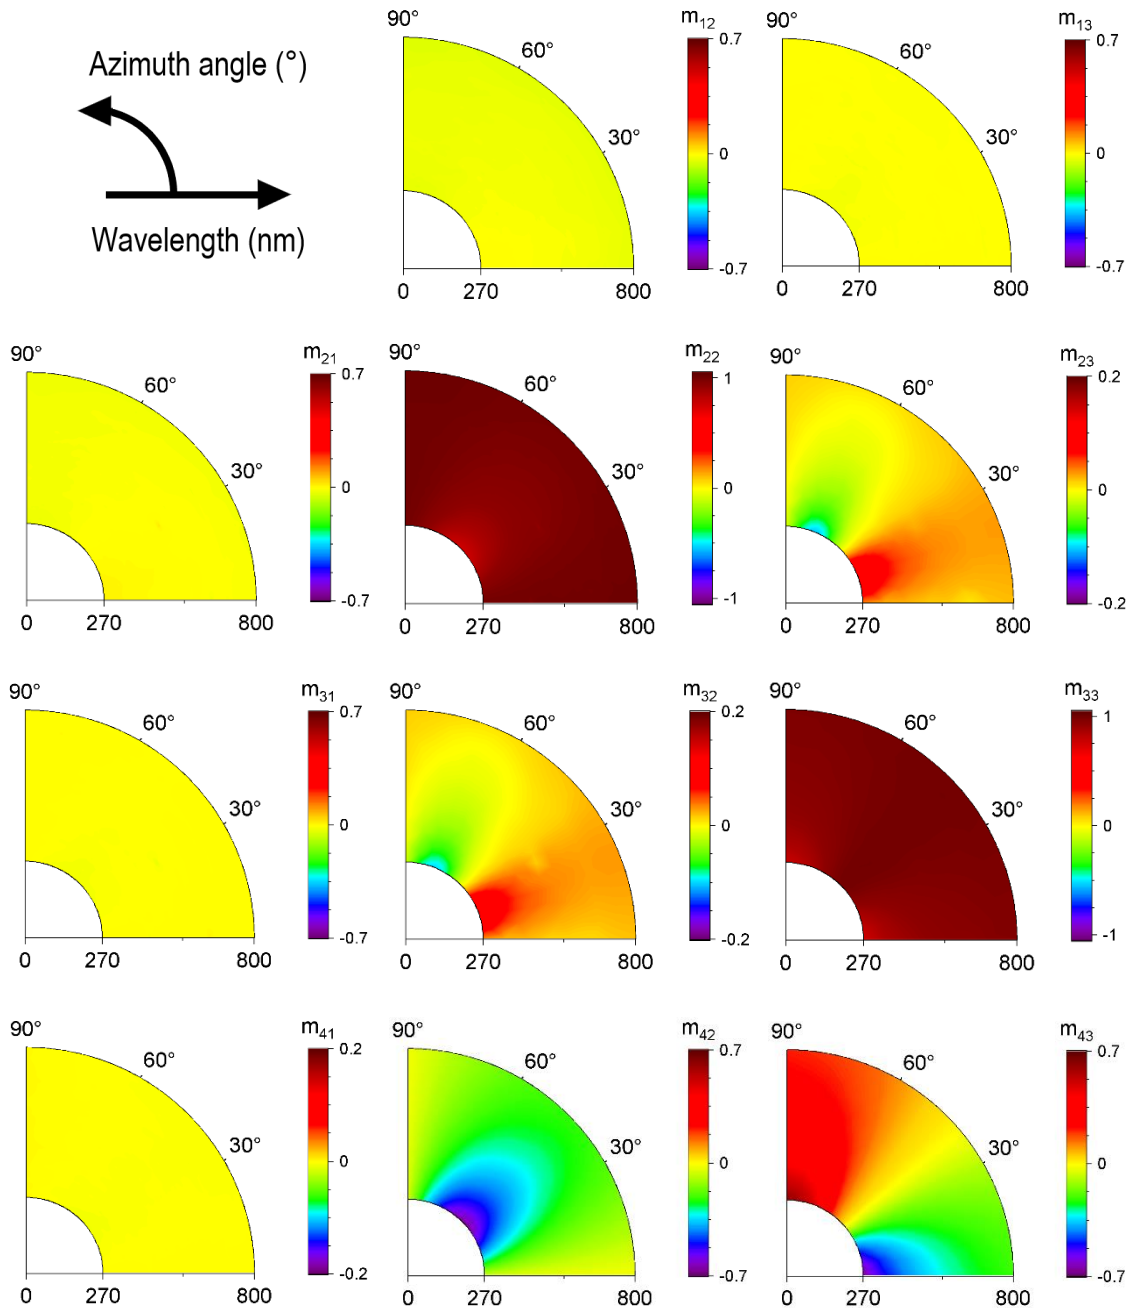 Azimuth angle (°)
Wavelength (nm)
90° 60° 30° 0 270 800 m12 0.7 0 -0.7
90° 60° 30° 0 270 800 m13 0.7 0 -0.7
90° 60° 30° 0 270 800 m21 0.7 0 -0.7
90° 60° 30° 0 270 800 m22 1 0 -1
90° 60° 30° 0 270 800 m23 0.2 0 -0.2
90° 60° 30° 0 270 800 m31 0.7 0 -0.7
90° 60° 30° 0 270 800 m32 0.2 0 -0.2
90° 60° 30° 0 270 800 m33 1 0 -1
90° 60° 30° 0 270 800 m41 0.2 0 -0.2
90° 60° 30° 0 270 800 m42 0.7 0 -0.7
90° 60° 30° 0 270 800 m43 0.7 0 -0.7